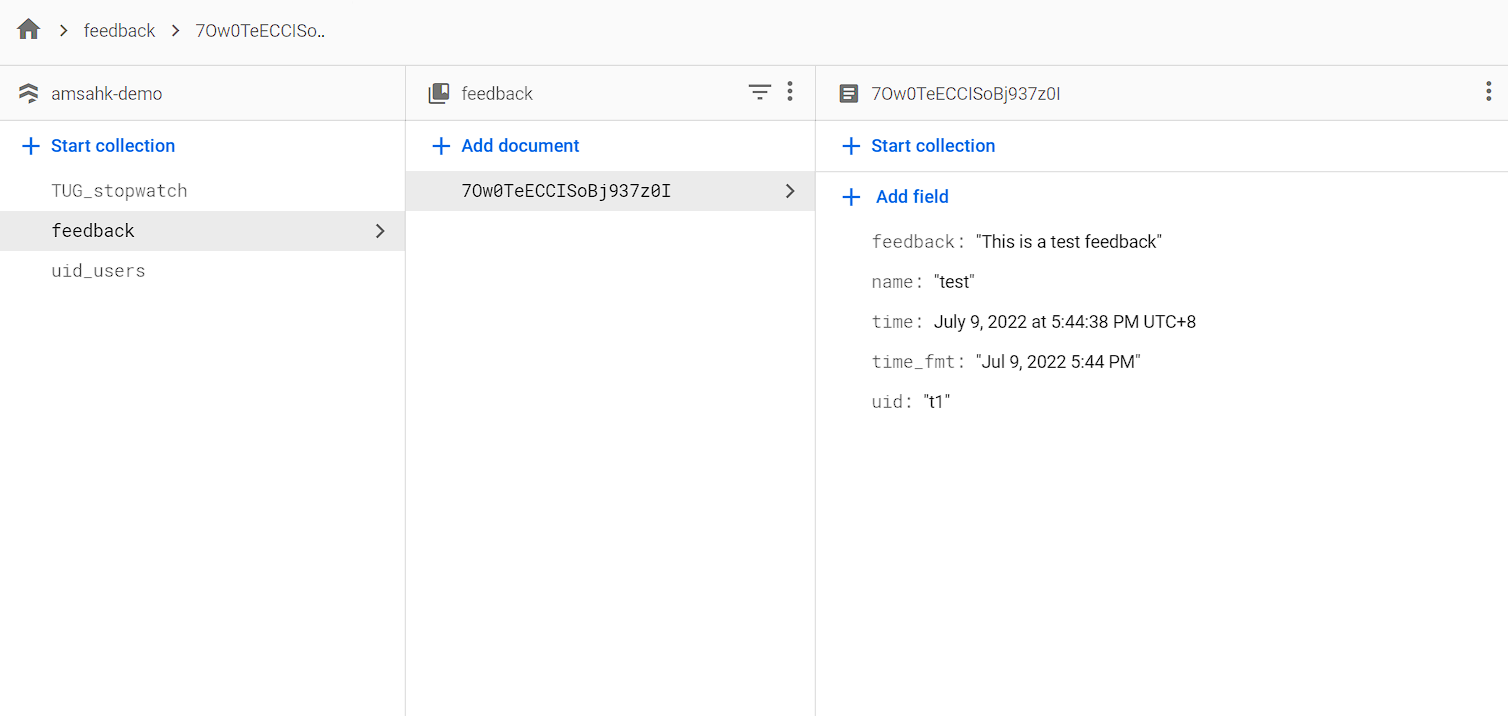 feedback > 7Ow0TeECCISo..
amsahk-demo
Start collection
TUG_stopwatch
feedback
uid_users
feedback
Add document
7Ow0TeECCISoBj937z0I
7Ow0TeECCISoBj937z0I
Start collection
Add field
feedback: "This is a test feedback"
name: "test"
time: July 9, 2022 at 5:44:38 PM UTC+8
time_fmt: "Jul 9, 2022 5:44 PM"
uid: "t1"